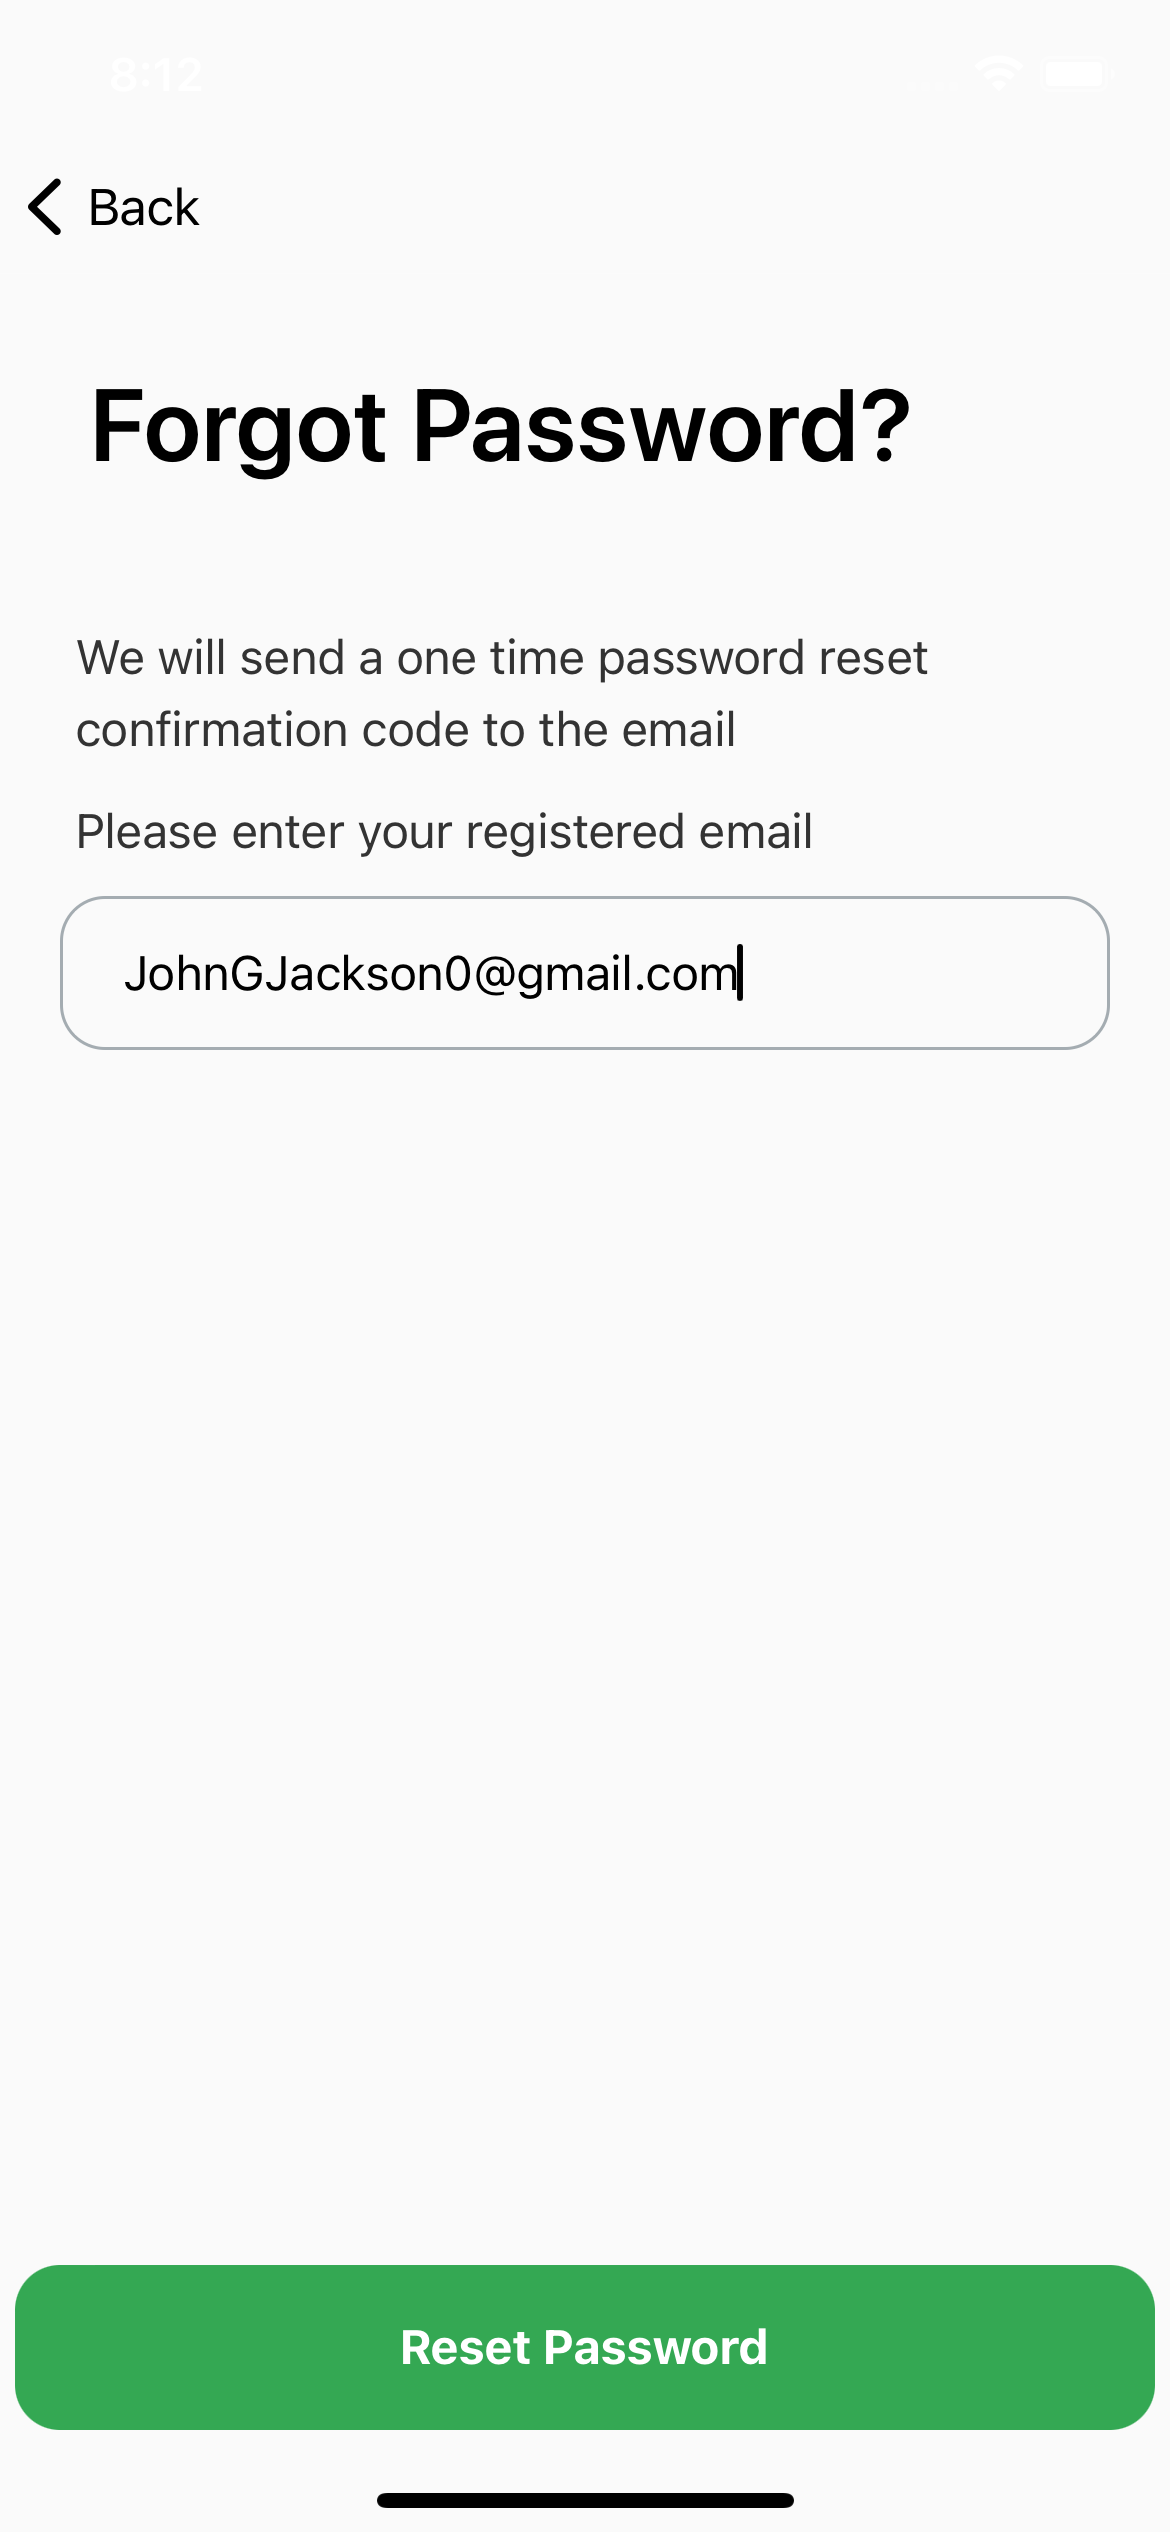 8:12
Back
Forgot Password?
We will send a one time password reset
confirmation code to the email
Please enter your registered email
JohnGJackson0@gmail.com
Reset Password